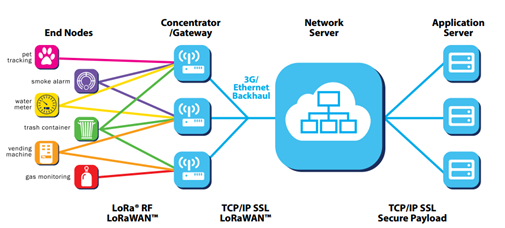 End Nodes
Concentrator
/Gateway
Network
Server
Application
Server
pet
tracking
smoke alarm
water
meter
trash container
vending
machine
gas monitoring
3G/
Ethernet
Backhaul
LoRa® RF
LoRaWAN™
TCP/IP SSL
LoRaWAN™
TCP/IP SSL
Secure Payload